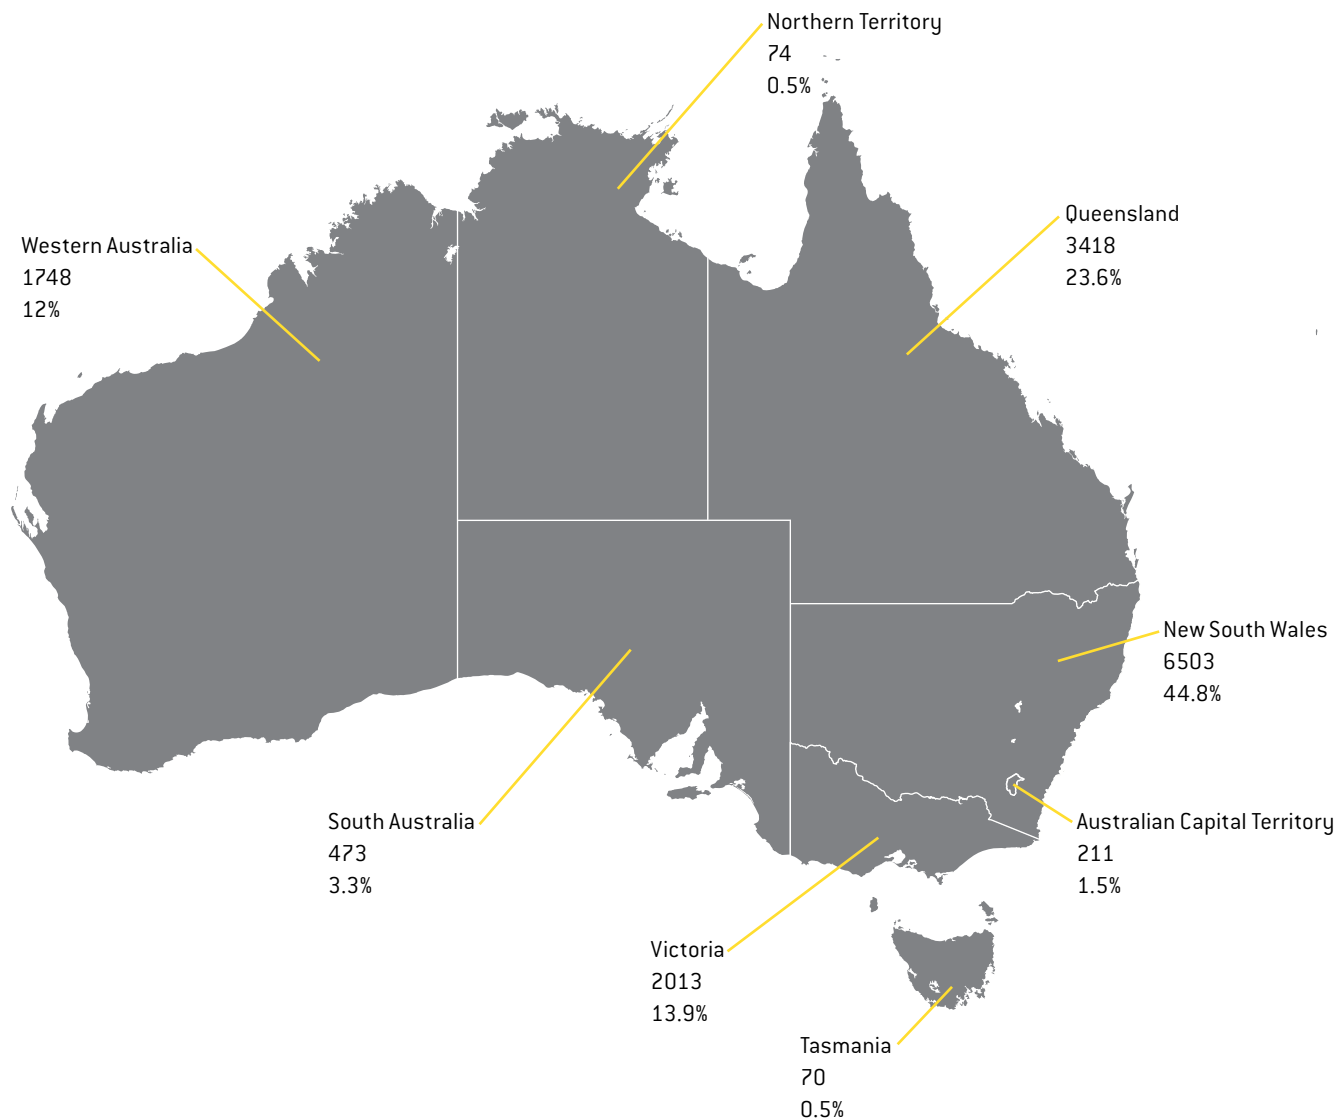 Northern Territory
74
0.5%
Queensland
3418
23.6%
Western Australia
1748
12%
New South Wales
6503
44.8%
South Australia
473
3.3%
Australian Capital Territory
211
1.5%
Victoria
2013
13.9%
Tasmania
70
0.5%